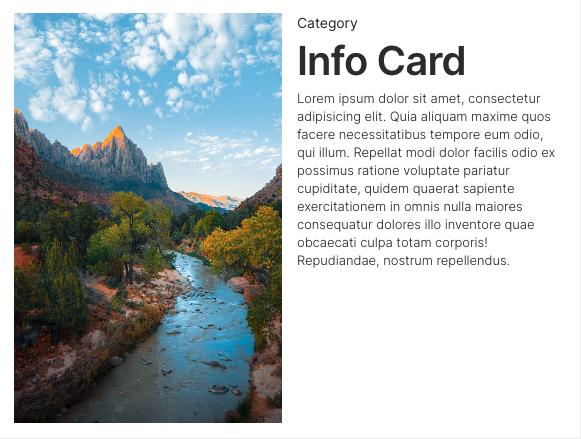 Category
Info Card
Lorem ipsum dolor sit amet, consectetur
adipisicing elit. Quia aliquam maxime quos
facere necessitatibus tempore eum odio,
qui illum. Repellat modi dolor facilis odio ex
possimus ratione voluptate pariatur
cupiditate, quidem quaerat sapiente
exercitationem in omnis nulla maiores
consequatur dolores illo inventore quae
obcaecati culpa totam corporis!
Repudiandae, nostrum repellendus.